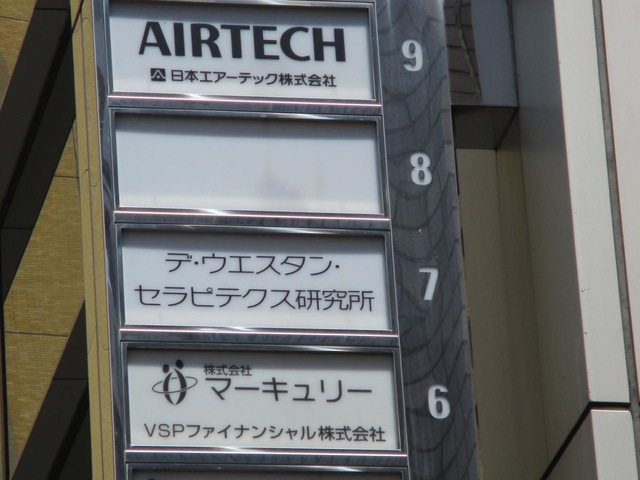 AIRTECH
日本エアーテック株式会社
9
8
デ・ウエスタン・
セラピテクス研究所
7
株式会社
マーキュリー
VSPファイナンシャル株式会社
6